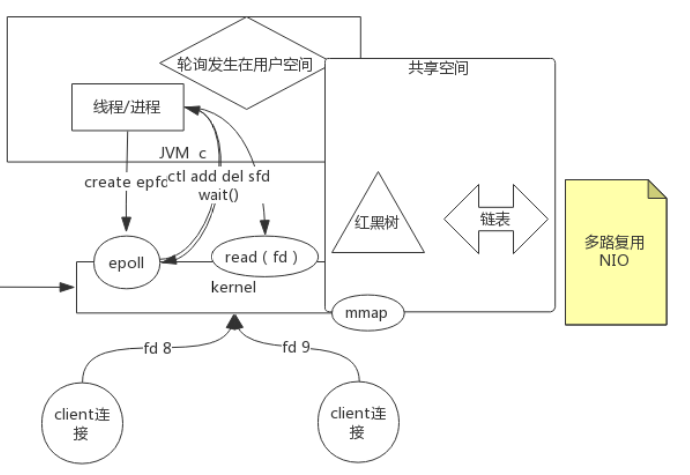 轮询发生在用户空间
共享空间
线程/进程
JVM c
create epfd
ctl add del sfd
wait()
红黑树
链表
多路复用
NIO
epoll
read ( fd )
kernel
mmap
fd 8
fd 9
client连
接
client连
接